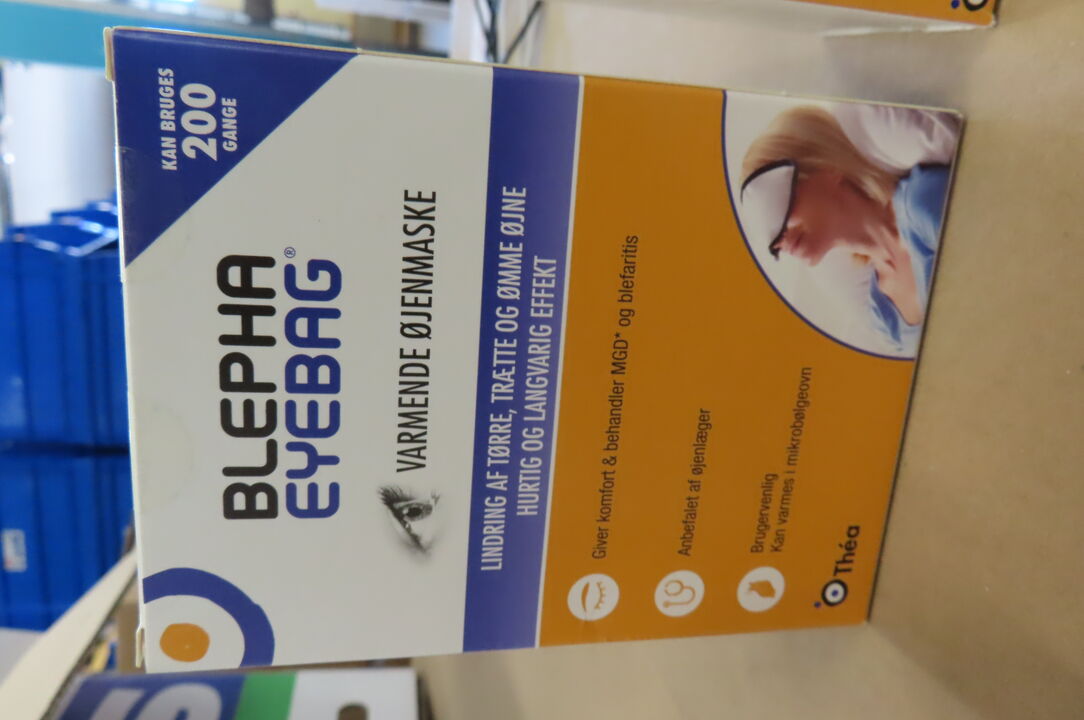 KAN BRUGES
200
GANGE
BLEPHA
EYEBAG®
VARMENDE ØJENMASKE
LINDRING AF TØRRE, TRÆTTE OG ØMME ØJNE
HURTIG OG LANGVARIG EFFEKT
Giver komfort & behandler MGD* og blefaritis
Anbefalet af øjenlæger
Brugervenlig
Kan varmes i mikrobølgeovn
Théa